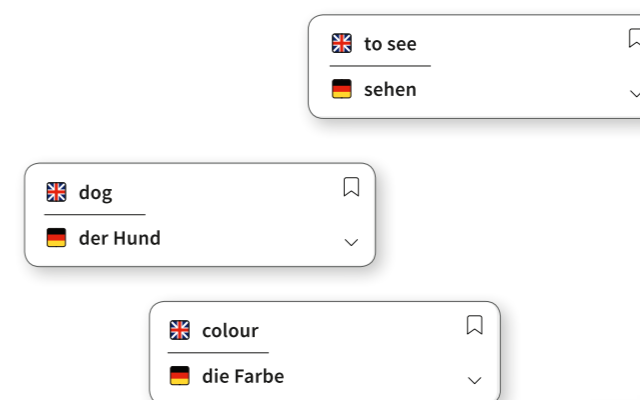 to see
sehen
dog
der Hund
colour
die Farbe